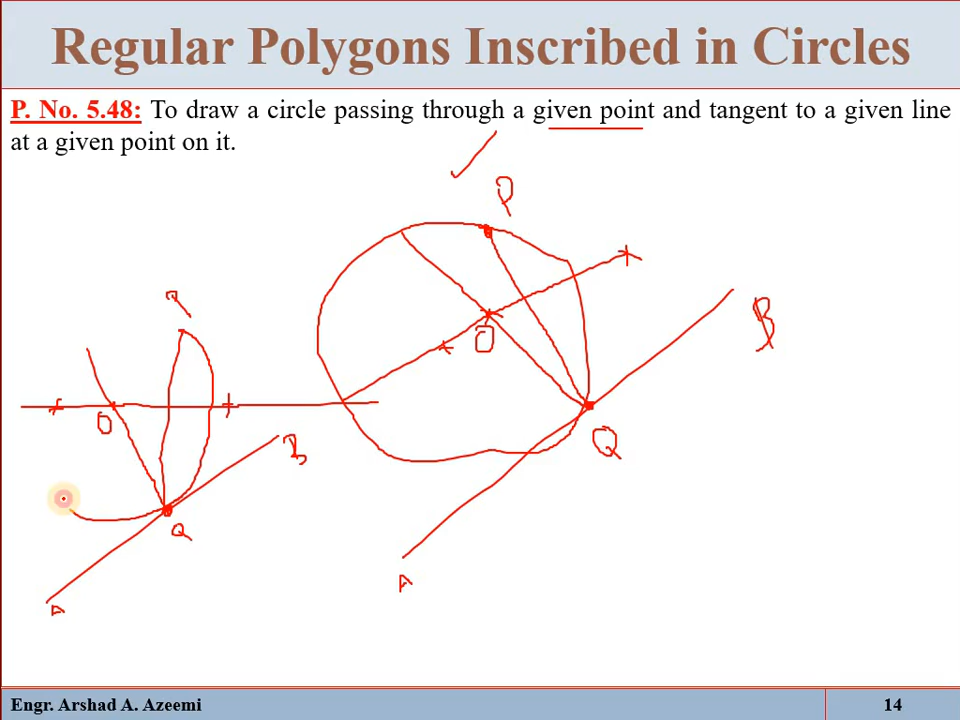 Regular Polygons Inscribed in Circles
P. No. 5.48: To draw a circle passing through a given point and tangent to a given line
at a given point on it.
P
B
O
Q
A
O
B
Q
Engr. Arshad A. Azeemi
14